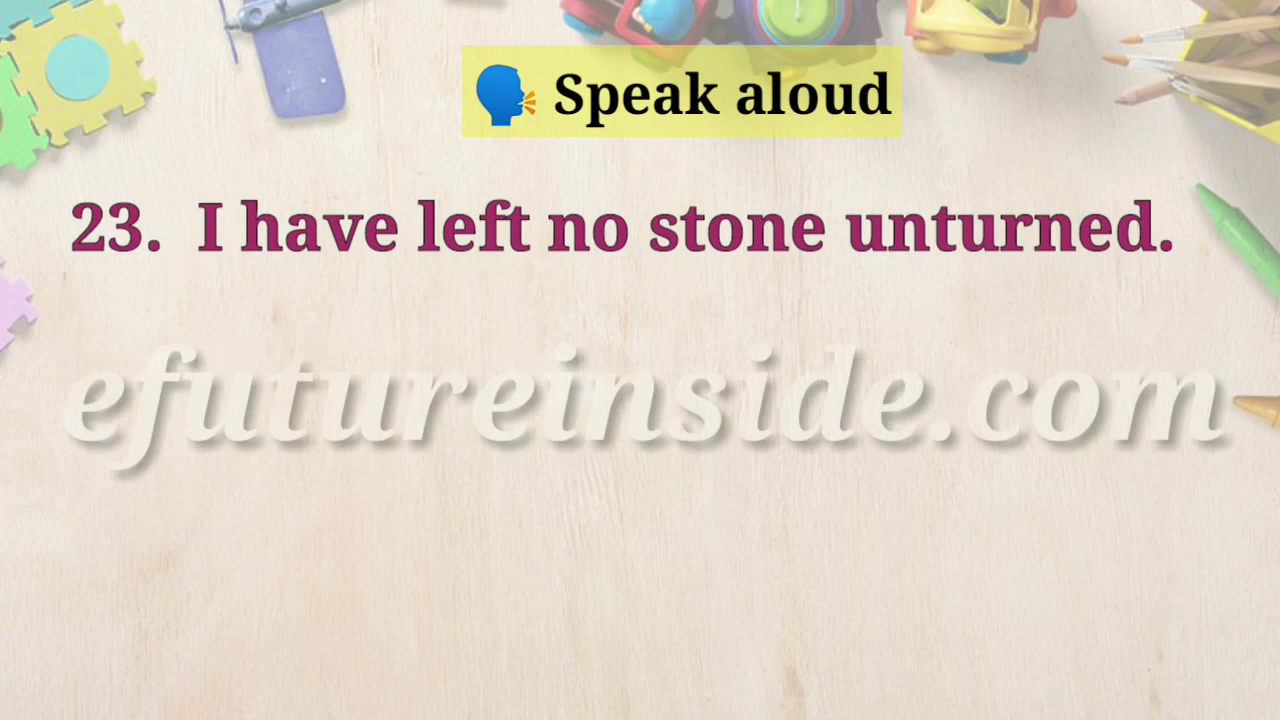 🗣️ Speak aloud
23. I have left no stone unturned.
efutureinside.com